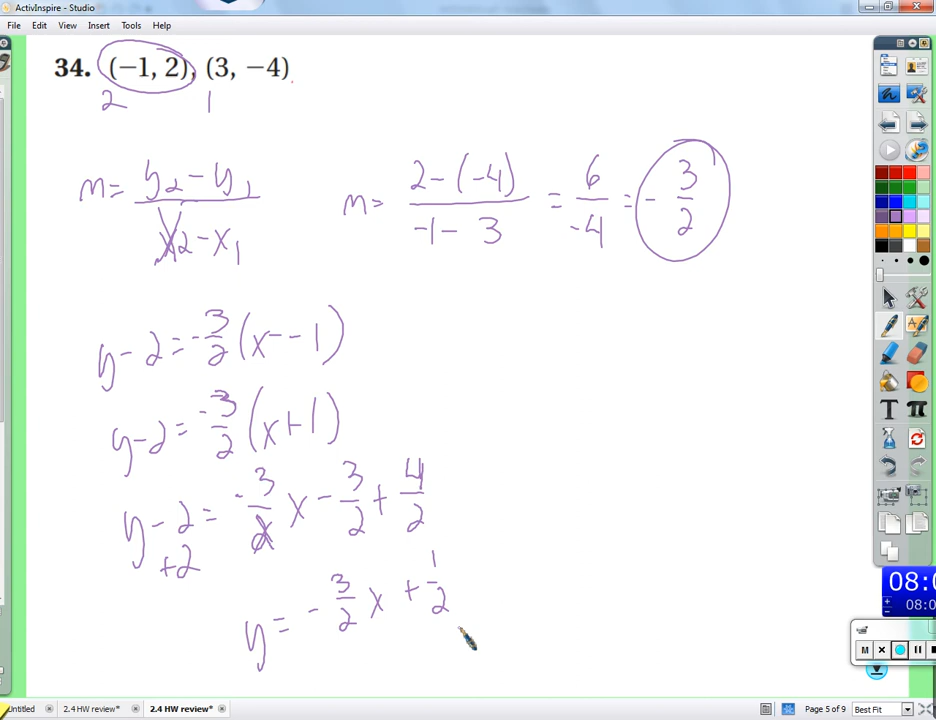 ActivInspire - Studio
File Edit View Insert Tools Help
34. (−1, 2), (3, −4)
2 1
m = y₂ − y₁ / x₂ − x₁
m = 2 − (−4) / −1 − 3 = 6 / −4 = − 3/2
y − 2 = −3/2 (x − −1)
y − 2 = −3/2 (x + 1)
y − 2 = −3/2 x − 3/2 + 4/2
+2
y = − 3/2 x + 1/2
T π
08:0
08:0
M
Untitled 2.4 HW review* 2.4 HW review* Page 5 of 9 Best Fit